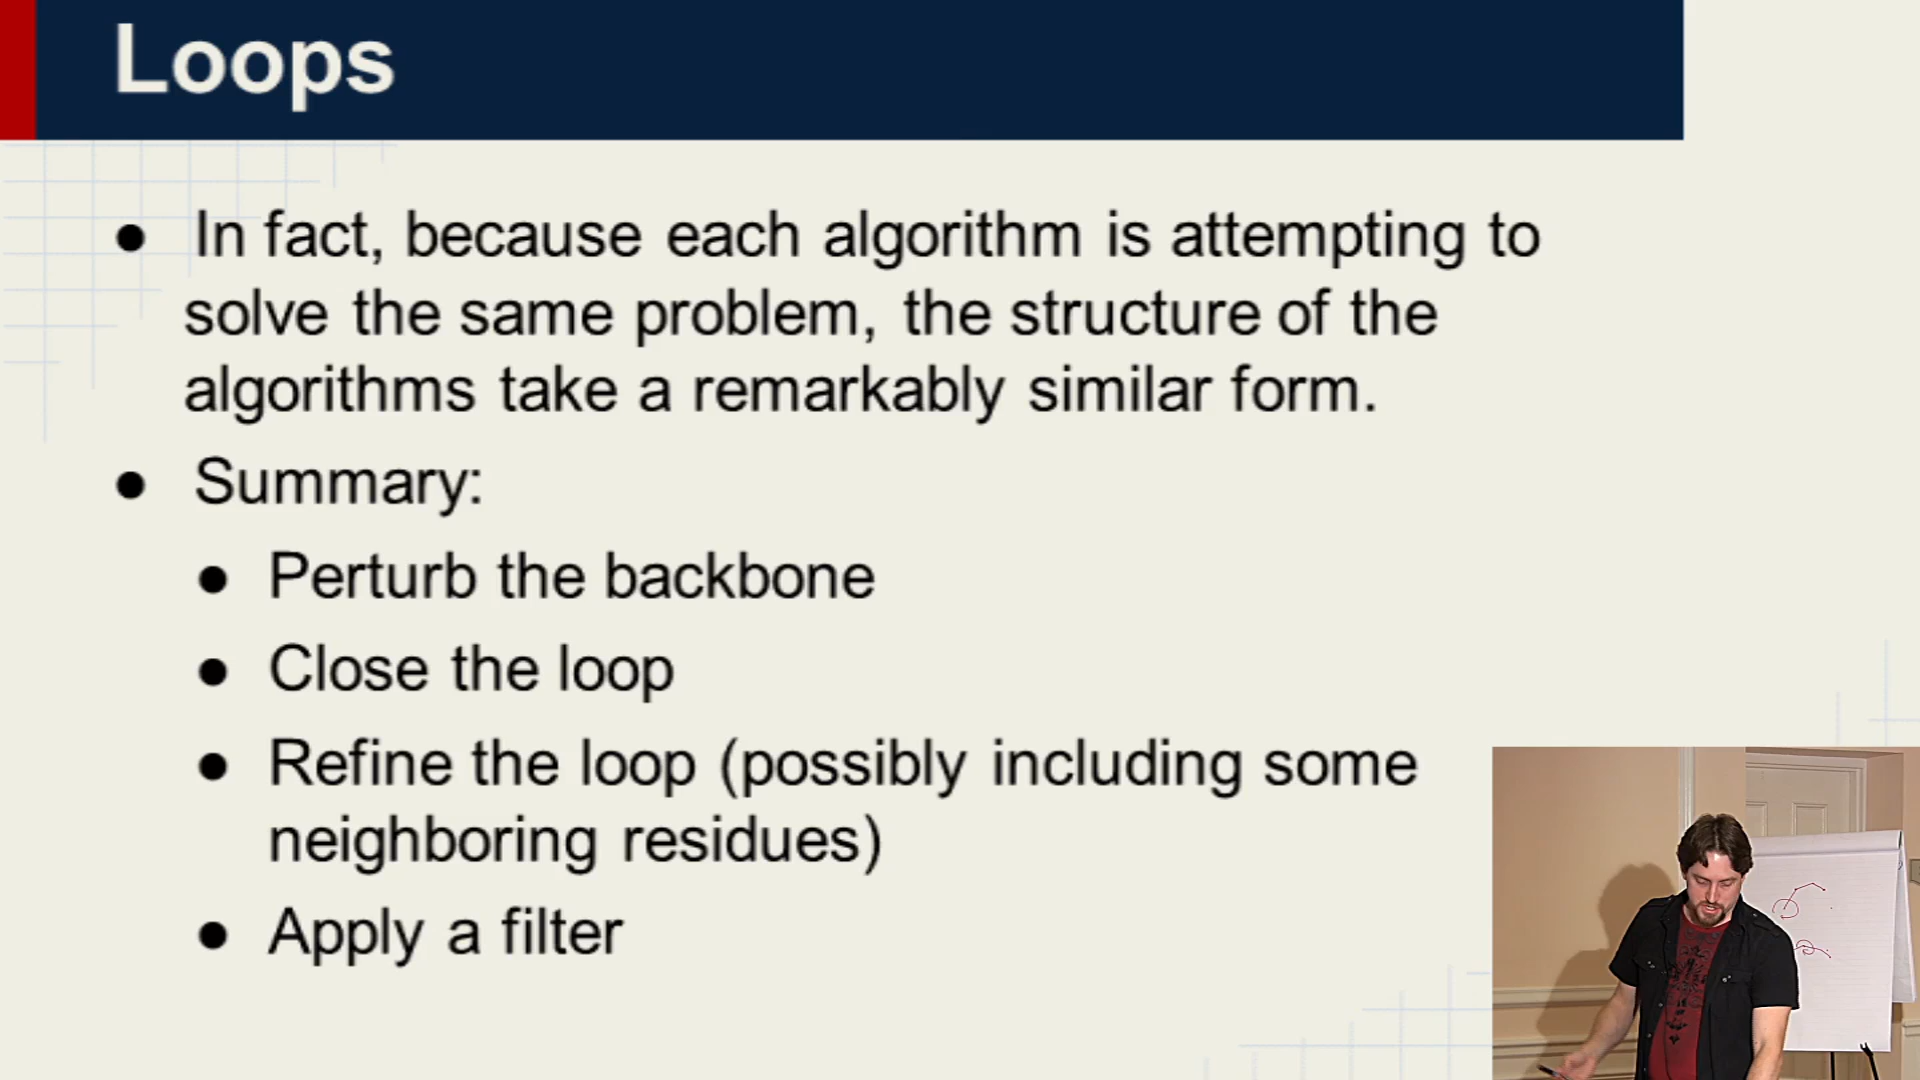 Loops
● In fact, because each algorithm is attempting to
solve the same problem, the structure of the
algorithms take a remarkably similar form.
● Summary:
● Perturb the backbone
● Close the loop
● Refine the loop (possibly including some
neighboring residues)
● Apply a filter